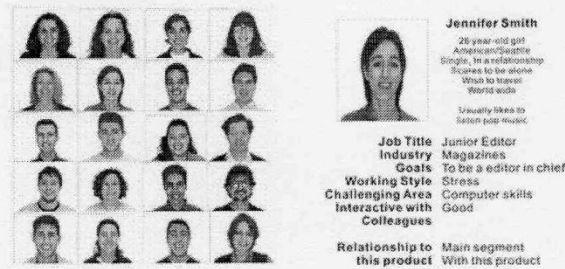 Jennifer Smith
26-year-old girl
American/Seattle
Single, In a relationship
Scares to be alone
Wish to travel
World wide
Usually likes to
listen pop music
Job Title Junior Editor
Industry Magazines
Goals To be a editor in chief
Working Style Stress
Challenging Area Computer skills
Interactive with Good
Colleagues
Relationship to Main segment
this product With this product